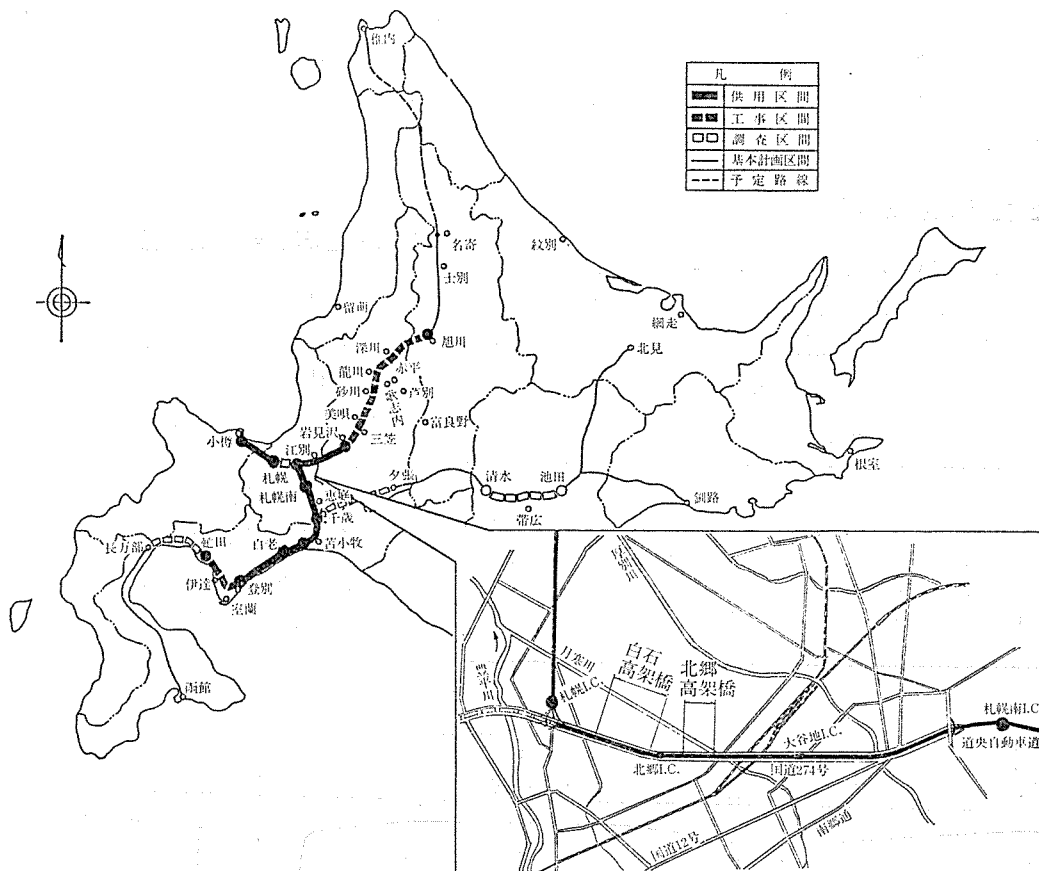 凡 例
供用区間
工事区間
調査区間
基本計画区間
予定路線
稚内
名寄
士別
紋別
留萌
網走
北見
旭川
深川
滝川
赤平
砂川
歌志内
芦別
美唄
富良野
三笠
岩見沢
小樽
江別
札幌
札幌南
夕張
恵庭
千歳
清水
池田
帯広
釧路
根室
長万部
虻田
白老
苫小牧
伊達
登別
室蘭
函館
豊平川
月寒川
札幌I.C.
白石
高架橋
北郷
高架橋
北郷I.C.
大谷地I.C.
国道274号
札幌南I.C
道央自動車道
国道12号
南郷通